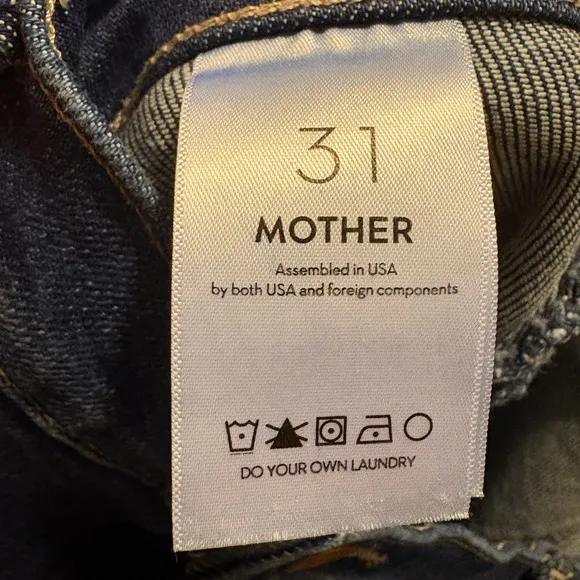 31
MOTHER
Assembled in USA
by both USA and foreign components
DO YOUR OWN LAUNDRY